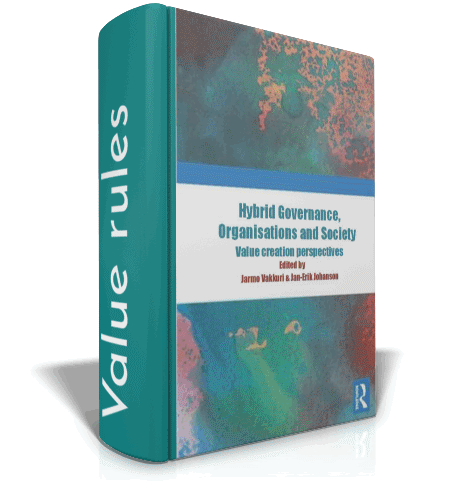 Value rules
Hybrid Governance,
Organisations and Society
Value creation perspectives
Edited by
Jarmo Vakkuri & Jan-Erik Johanson